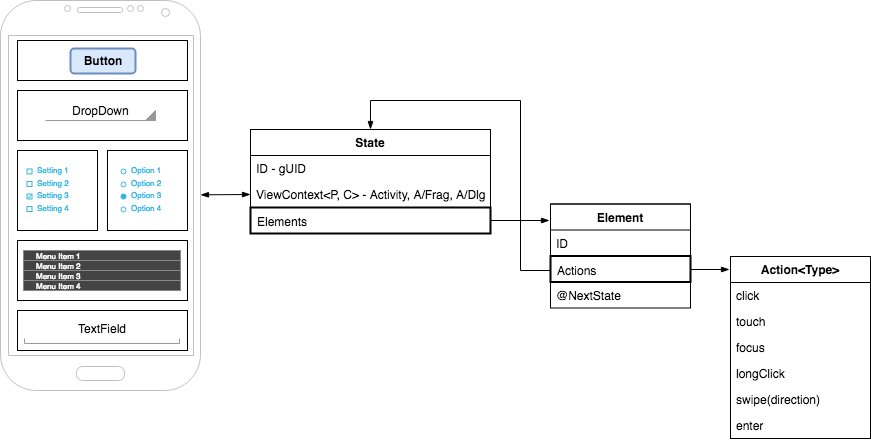 Button
DropDown
Setting 1
Setting 2
Setting 3
Setting 4
Option 1
Option 2
Option 3
Option 4
Menu Item 1
Menu Item 2
Menu Item 3
Menu Item 4
TextField
State
ID - gUID
ViewContext<P, C> - Activity, A/Frag, A/Dlg
Elements
Element
ID
Actions
@NextState
Action<Type>
click
touch
focus
longClick
swipe(direction)
enter